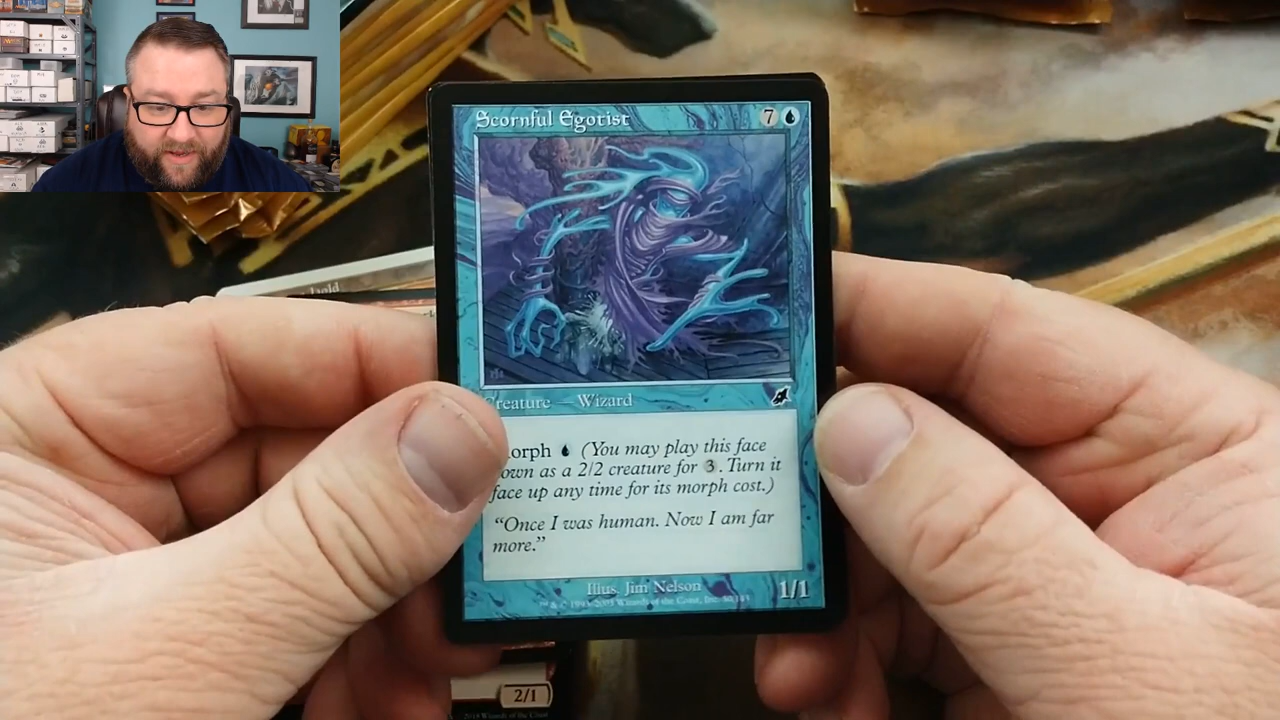 Scornful Egotist 7
Creature — Wizard
orph (You may play this face
own as a 2/2 creature for 3. Turn it
face up any time for its morph cost.)
“Once I was human. Now I am far
more.”
Illus. Jim Nelson
1/1
2/1